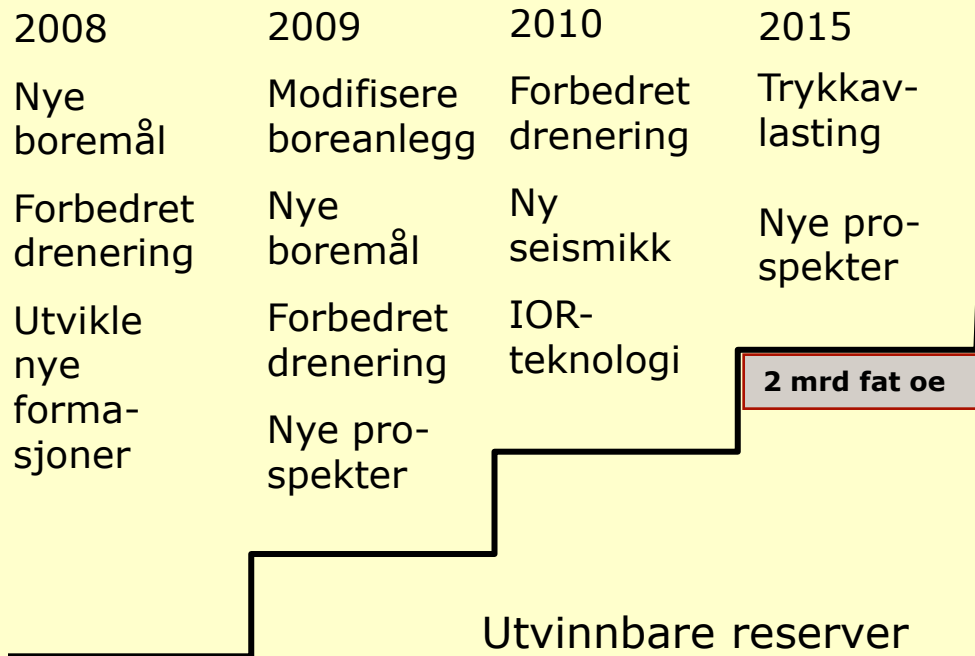 2008
Nye
boremål
Forbedret
drenering
Utvikle
nye
forma-
sjoner
2009
Modifisere
boreanlegg
Nye
boremål
Forbedret
drenering
Nye pro-
spekter
2010
Forbedret
drenering
Ny
seismikk
IOR-
teknologi
2015
Trykkav-
lasting
Nye pro-
spekter
2 mrd fat oe
Utvinnbare reserver